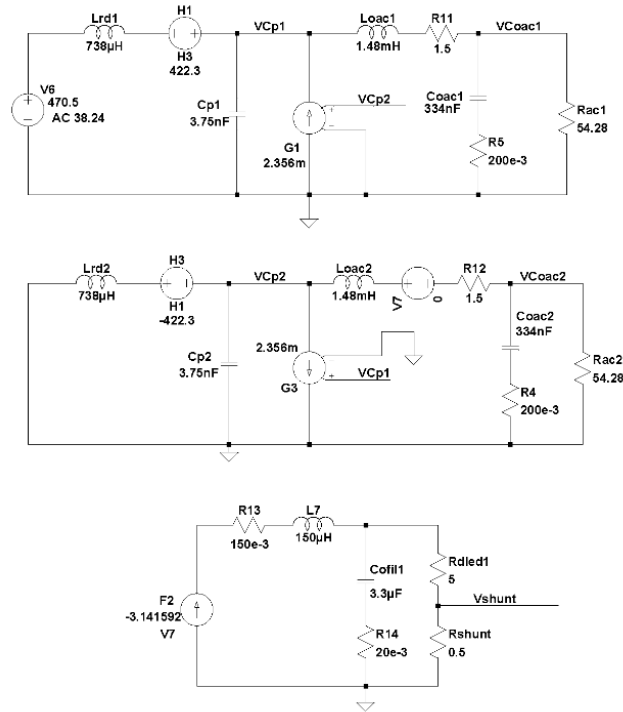 Lrd1
738µH
H1
H3
422.3
VCp1
Loac1
1.48mH
R11
1.5
VCoac1
V6
470.5
AC 38.24
Cp1
3.75nF
VCp2
G1
2.356m
Coac1
334nF
R5
200e-3
Rac1
54.28
Lrd2
738µH
H3
H1
-422.3
VCp2
Loac2
1.48mH
V7
0
R12
1.5
VCoac2
Cp2
3.75nF
2.356m
G3
VCp1
Coac2
334nF
R4
200e-3
Rac2
54.28
R13
150e-3
L7
150µH
F2
-3.141592
V7
Cofil1
3.3µF
R14
20e-3
Rdled1
5
Vshunt
Rshunt
0.5